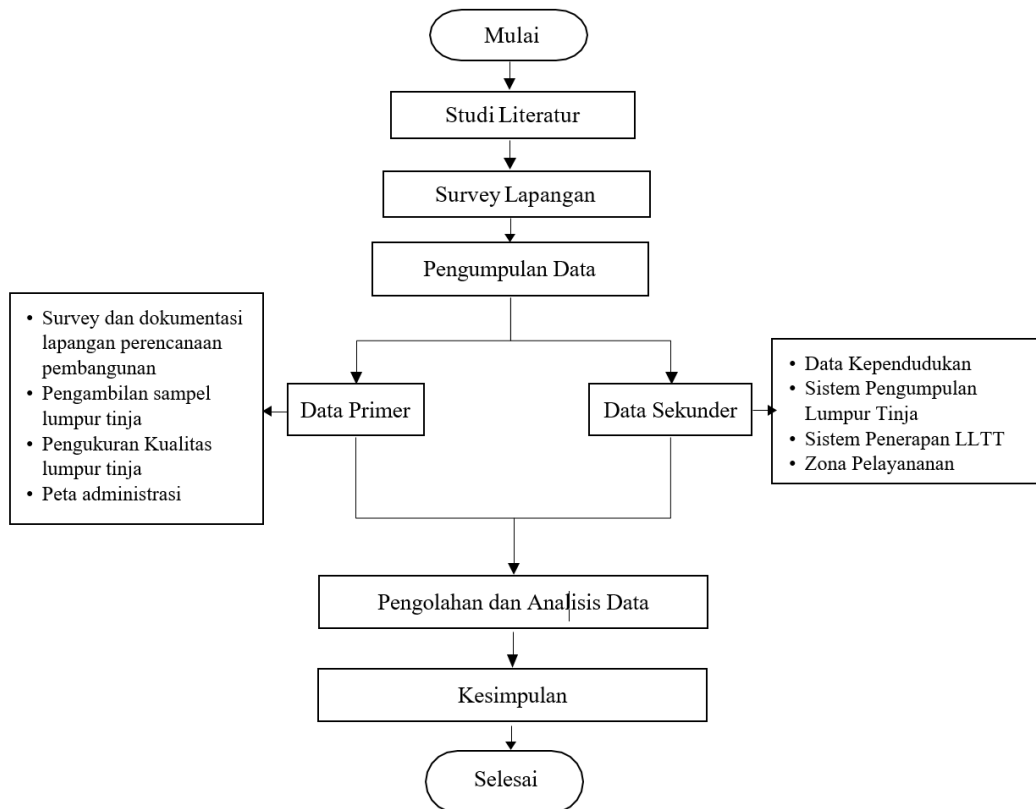 Mulai
Studi Literatur
Survey Lapangan
Pengumpulan Data
• Survey dan dokumentasi
lapangan perencanaan
pembangunan
• Pengambilan sampel
lumpur tinja
• Pengukuran Kualitas
lumpur tinja
• Peta administrasi
Data Primer
Data Sekunder
• Data Kependudukan
• Sistem Pengumpulan
Lumpur Tinja
• Sistem Penerapan LLTT
• Zona Pelayananan
Pengolahan dan Analisis Data
Kesimpulan
Selesai